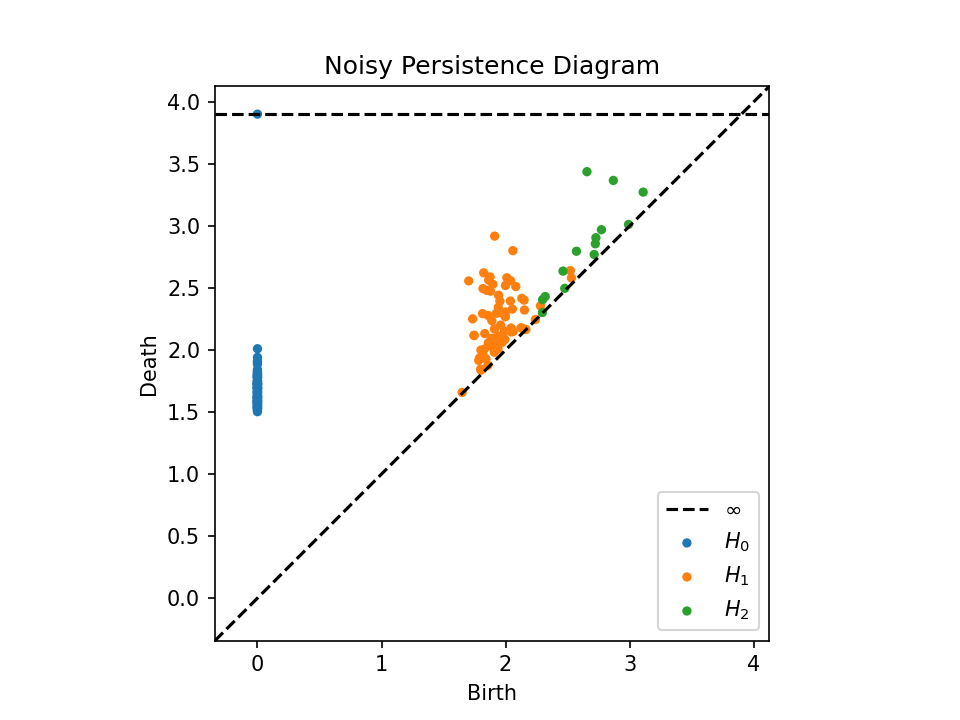 Noisy Persistence Diagram
4.0
3.5
3.0
2.5
2.0
1.5
1.0
0.5
0.0
Death
0 1 2 3 4
Birth
∞
H₀
H₁
H₂